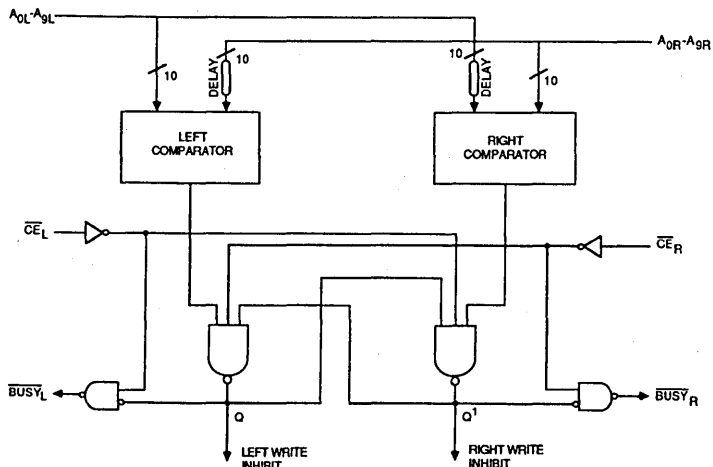 A0L-A9L
A0R-A9R
10
10
10
10
DELAY
DELAY
LEFT
COMPARATOR
RIGHT
COMPARATOR
CEL
CER
BUSYL
BUSYR
Q
Q1
LEFT WRITE
INHIBIT
RIGHT WRITE
INHIBIT